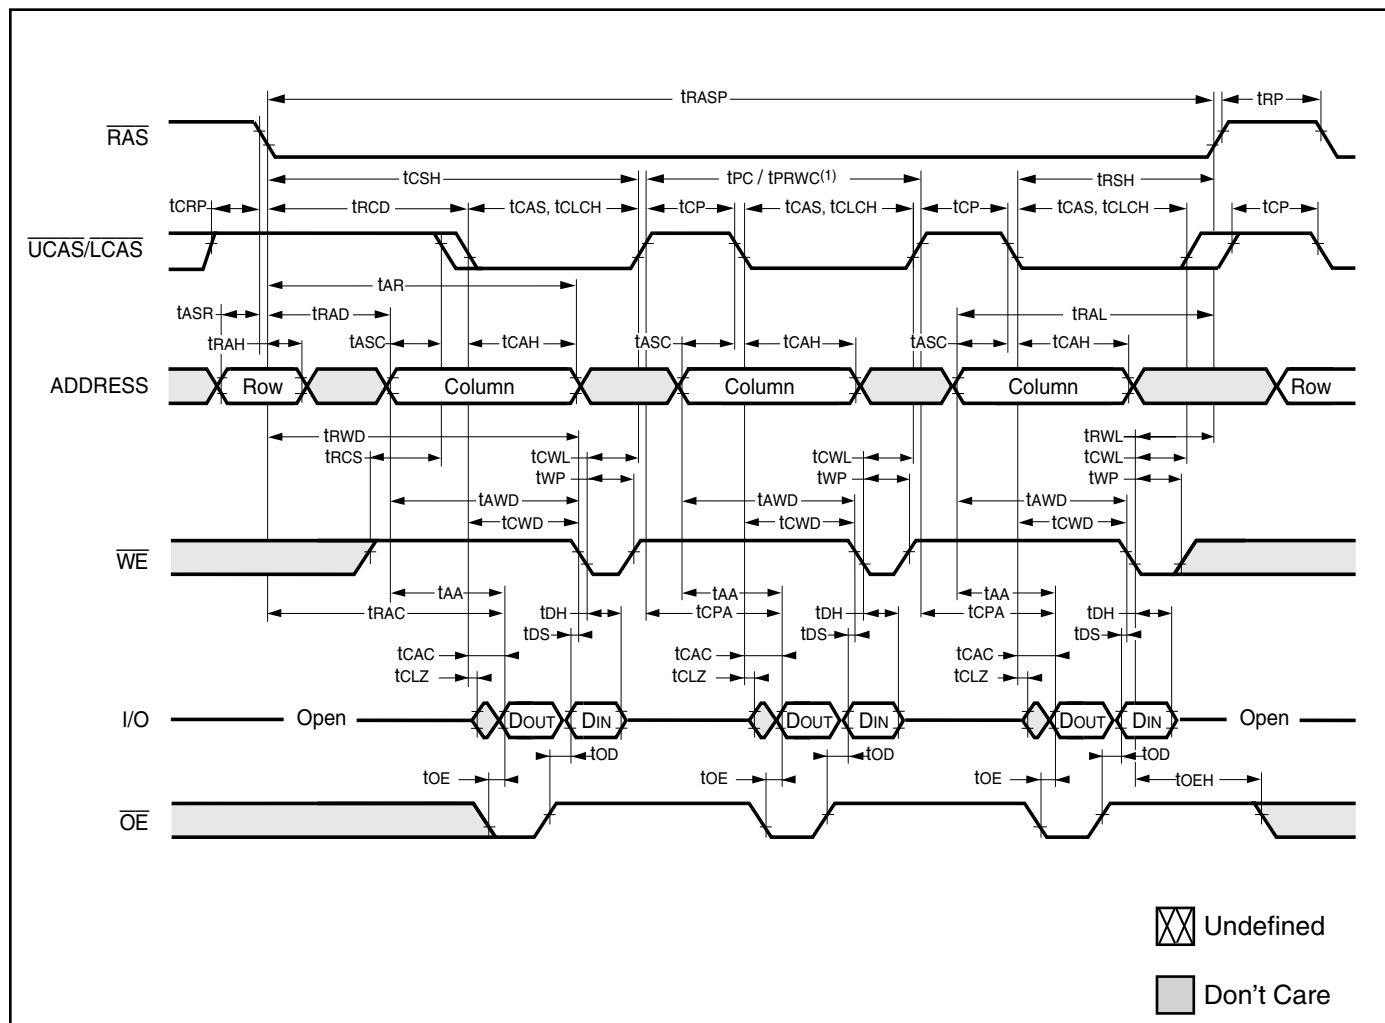 tRASP tRP
RAS
tCSH tPC / tPRWC(1) tRSH
tCRP tRCD tCAS, tCLCH tCP tCAS, tCLCH tCP tCAS, tCLCH tCP
UCAS/LCAS
tAR
tASR tRAD tRAL
tRAH tASC tCAH tASC tCAH tASC tCAH
ADDRESS Row Column Column Column Row
tRWD tRWL
tRCS tCWL tCWL tCWL
tWP tWP tWP
tAWD tAWD tAWD
tCWD tCWD tCWD
WE
tAA tAA tAA
tRAC tDH tCPA tDH tCPA tDH
tDS tDS tDS
tCAC tCAC tCAC
tCLZ tCLZ tCLZ
I/O Open DOUT DIN DOUT DIN DOUT DIN Open
tOD tOD tOD
tOE tOE tOE tOEH
OE
Undefined
Don't Care